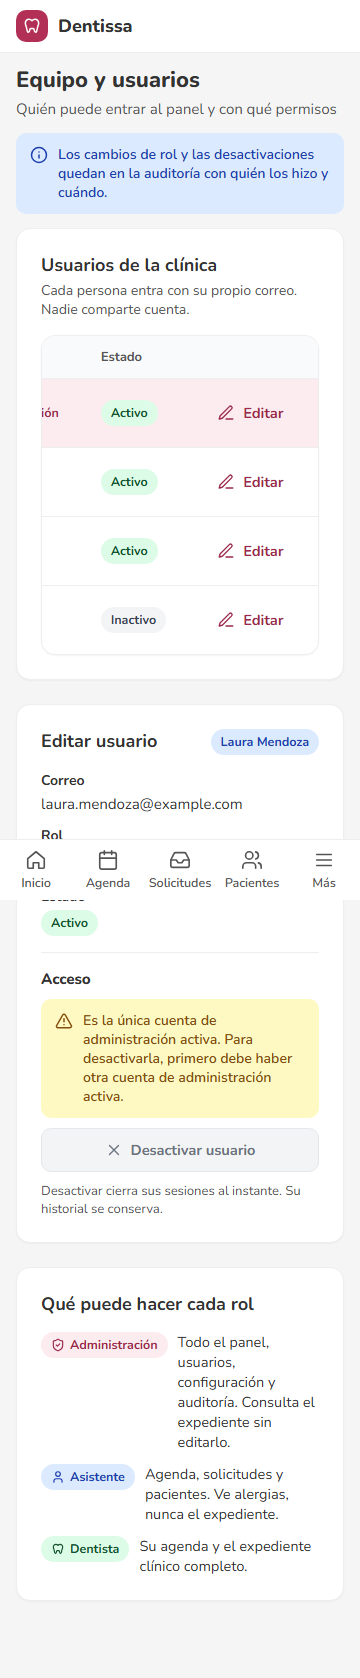 Dentissa
Equipo y usuarios
Quién puede entrar al panel y con qué permisos
Los cambios de rol y las desactivaciones
quedan en la auditoría con quién los hizo y
cuándo.
Usuarios de la clínica
Cada persona entra con su propio correo.
Nadie comparte cuenta.
Estado
ión Activo Editar
Activo Editar
Activo Editar
Inactivo Editar
Editar usuario Laura Mendoza
Correo
laura.mendoza@example.com
Rol
Inicio Agenda Solicitudes Pacientes Más
Activo
Acceso
Es la única cuenta de
administración activa. Para
desactivarla, primero debe haber
otra cuenta de administración
activa.
Desactivar usuario
Desactivar cierra sus sesiones al instante. Su
historial se conserva.
Qué puede hacer cada rol
Administración Todo el panel,
usuarios,
configuración y
auditoría. Consulta el
expediente sin
editarlo.
Asistente Agenda, solicitudes y
pacientes. Ve alergias,
nunca el expediente.
Dentista Su agenda y el expediente
clínico completo.